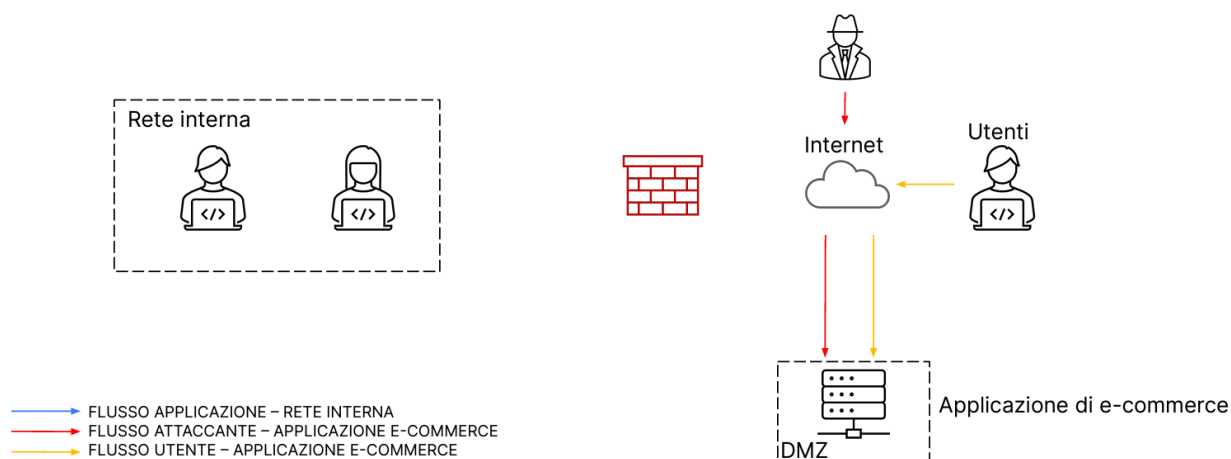 Rete interna
</>
</>
Internet
Utenti
</>
Applicazione di e-commerce
DMZ
FLUSSO APPLICAZIONE – RETE INTERNA
FLUSSO ATTACCANTE – APPLICAZIONE E-COMMERCE
FLUSSO UTENTE – APPLICAZIONE E-COMMERCE